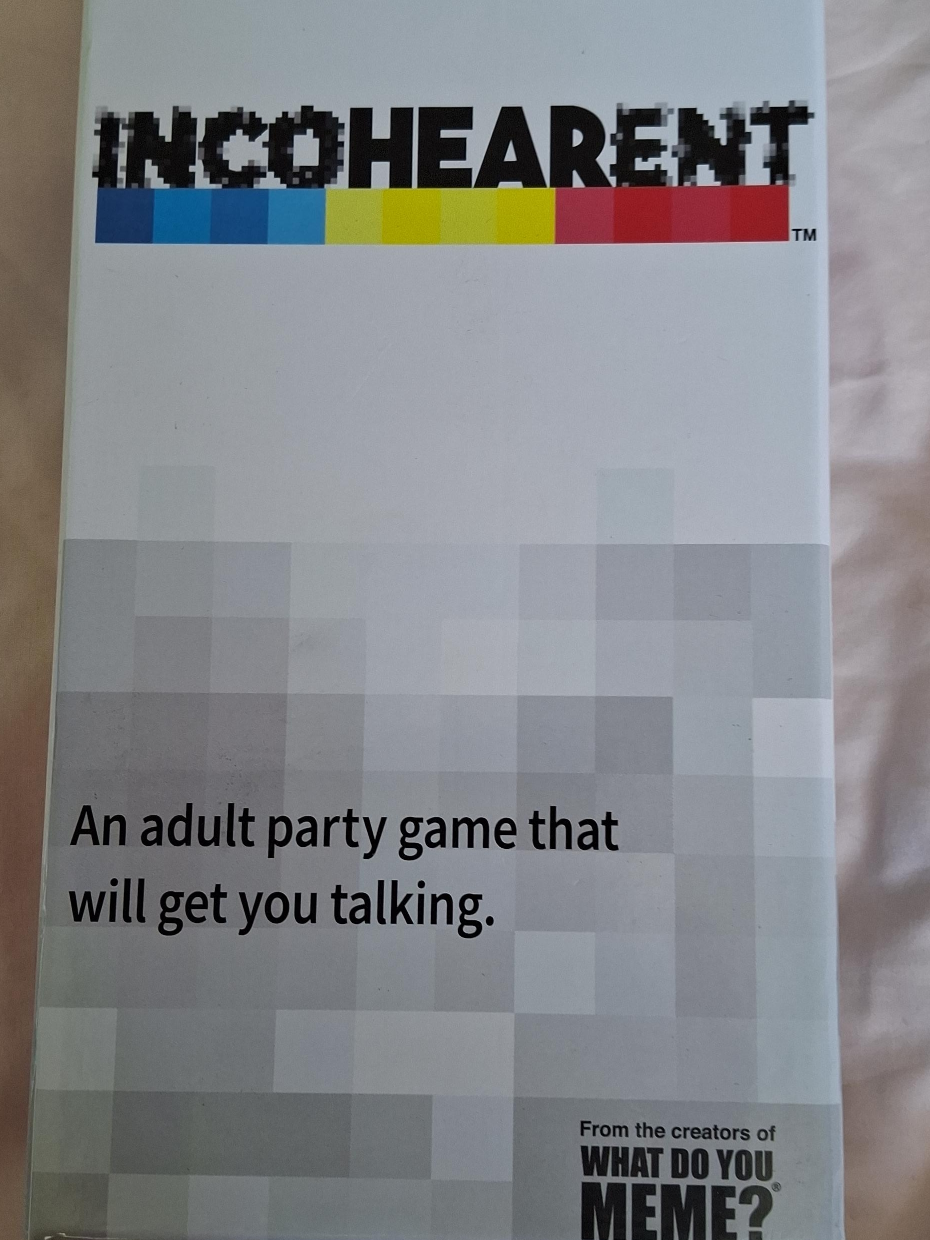 INCOHEARENT
TM
An adult party game that
will get you talking.
From the creators of
WHAT DO YOU
MEME?®